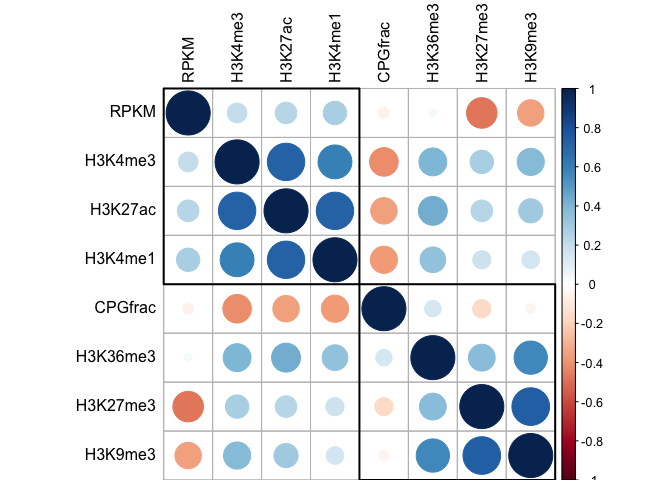 RPKM
H3K4me3
H3K27ac
H3K4me1
CPGfrac
H3K36me3
H3K27me3
H3K9me3
RPKM
H3K4me3
H3K27ac
H3K4me1
CPGfrac
H3K36me3
H3K27me3
H3K9me3
1
0.8
0.6
0.4
0.2
0
-0.2
-0.4
-0.6
-0.8